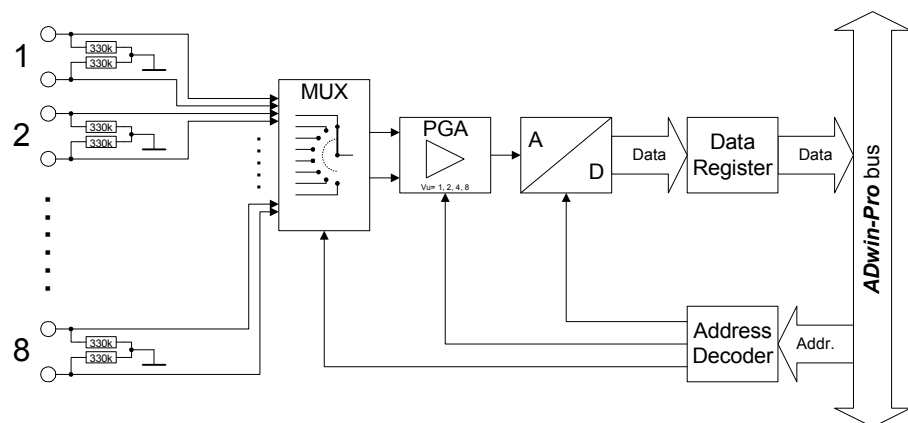 1
330k
330k
2
330k
330k
8
330k
330k
MUX
PGA
Vu= 1, 2, 4, 8
A
D
Data
Data
Register
Data
Address
Decoder
Addr.
ADwin-Pro bus